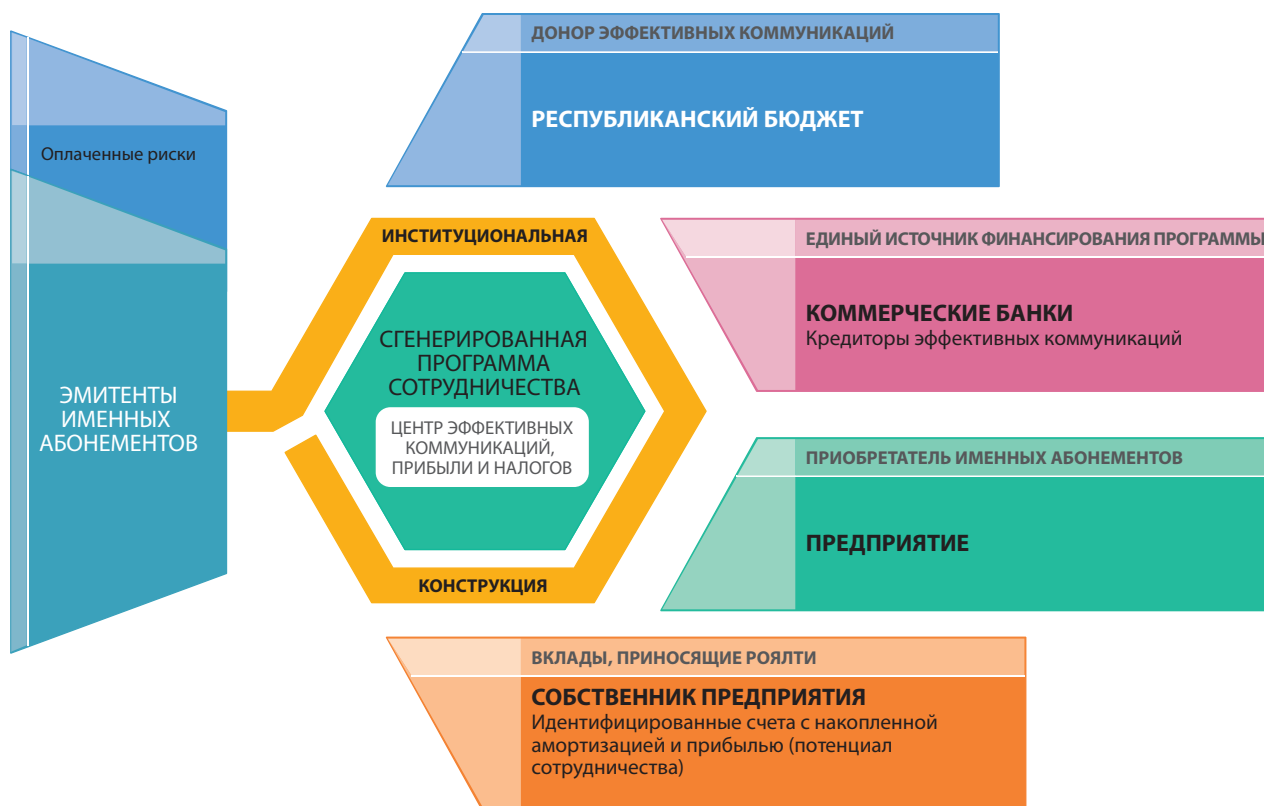 ДОНОР ЭФФЕКТИВНЫХ КОММУНИКАЦИЙ
РЕСПУБЛИКАНСКИЙ БЮДЖЕТ
Оплаченные риски
ЭМИТЕНТЫ
ИМЕННЫХ
АБОНЕМЕНТОВ
ИНСТИТУЦИОНАЛЬНАЯ
СГЕНЕРИРОВАННАЯ
ПРОГРАММА
СОТРУДНИЧЕСТВА
ЦЕНТР ЭФФЕКТИВНЫХ
КОММУНИКАЦИЙ,
ПРИБЫЛИ И НАЛОГОВ
КОНСТРУКЦИЯ
ЕДИНЫЙ ИСТОЧНИК ФИНАНСИРОВАНИЯ ПРОГРАММЫ
КОММЕРЧЕСКИЕ БАНКИ
Кредиторы эффективных коммуникаций
ПРИОБРЕТАТЕЛЬ ИМЕННЫХ АБОНЕМЕНТОВ
ПРЕДПРИЯТИЕ
ВКЛАДЫ, ПРИНОСЯЩИЕ РОЯЛТИ
СОБСТВЕННИК ПРЕДПРИЯТИЯ
Идентифицированные счета с накопленной
амортизацией и прибылью (потенциал
сотрудничества)